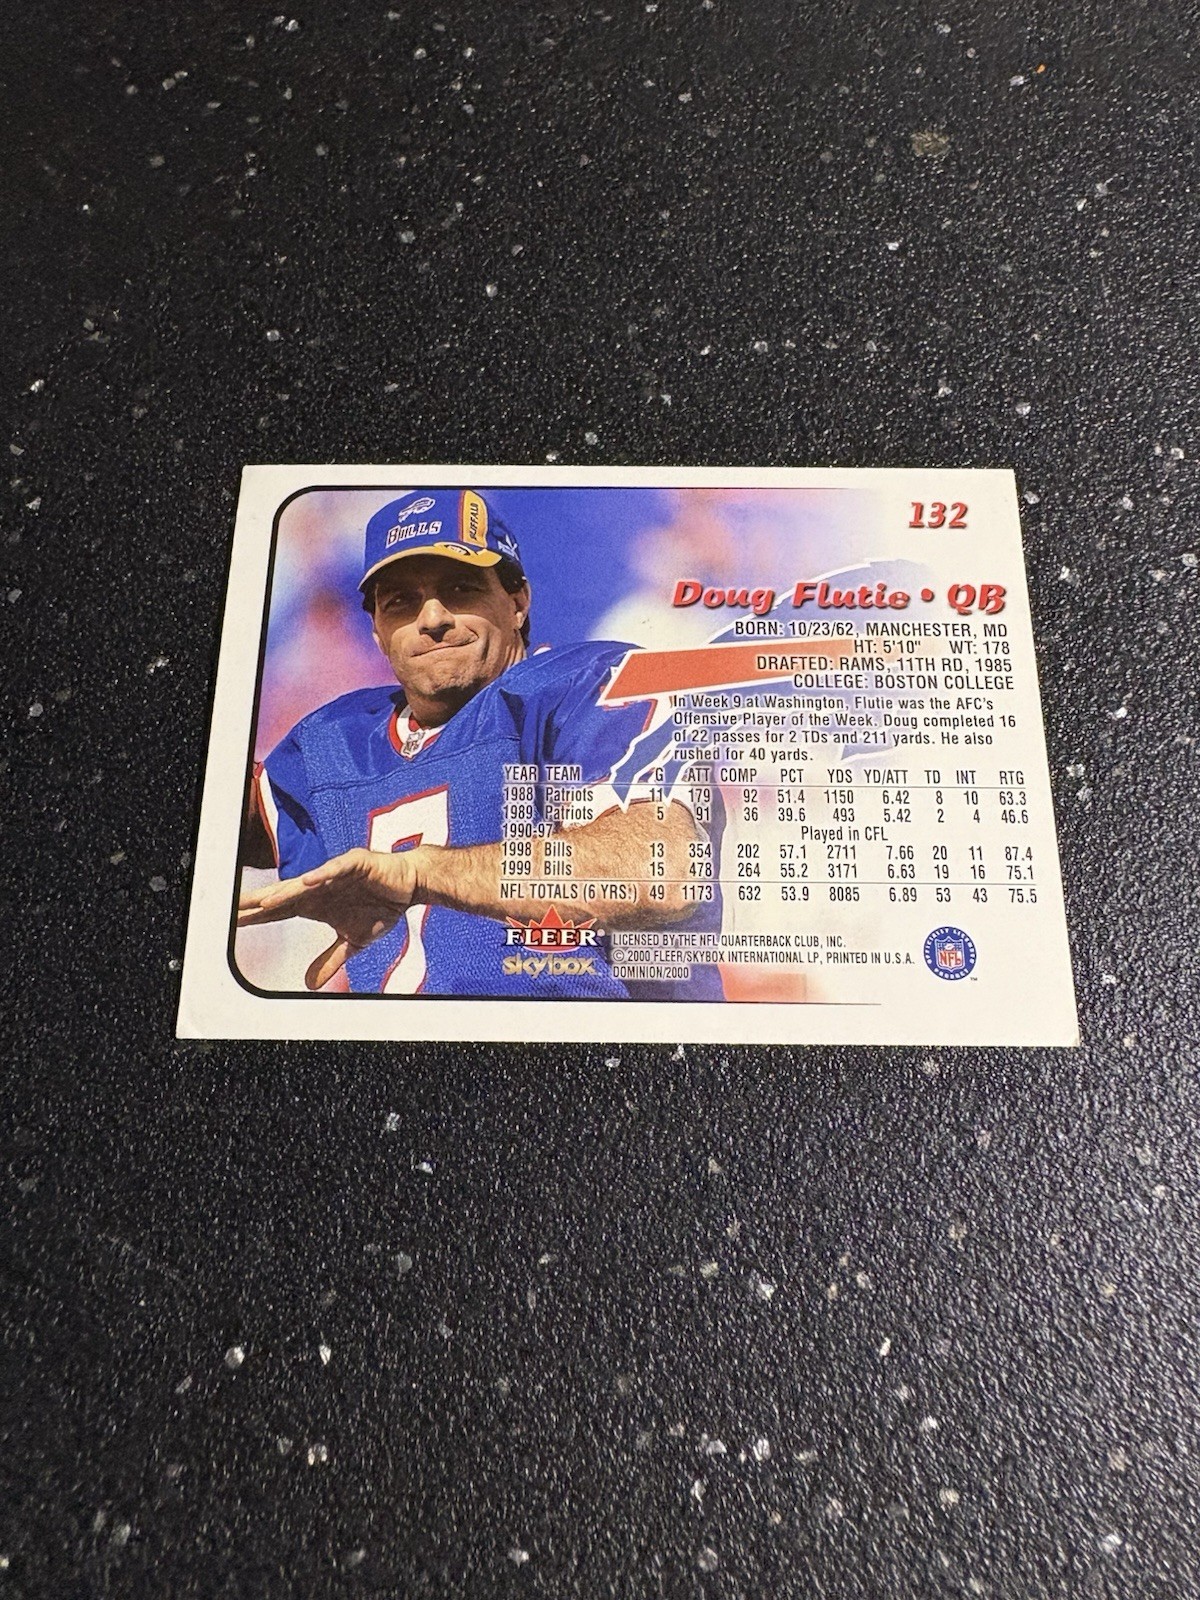 BILLS
BUFFALO
132
Doug Flutie • QB
BORN: 10/23/62, MANCHESTER, MD
HT: 5'10" WT: 178
DRAFTED: RAMS, 11TH RD, 1985
COLLEGE: BOSTON COLLEGE
In Week 9 at Washington, Flutie was the AFC's
Offensive Player of the Week. Doug completed 16
of 22 passes for 2 TDs and 211 yards. He also
rushed for 40 yards.
YEAR TEAM G ATT COMP PCT YDS YD/ATT TD INT RTG
1988 Patriots 11 179 92 51.4 1150 6.42 8 10 63.3
1989 Patriots 5 91 36 39.6 493 5.42 2 4 46.6
1990-97 Played in CFL
1998 Bills 13 354 202 57.1 2711 7.66 20 11 87.4
1999 Bills 15 478 264 55.2 3171 6.63 19 16 75.1
NFL TOTALS (6 YRS.) 49 1173 632 53.9 8085 6.89 53 43 75.5
7
FLEER®
skybox
LICENSED BY THE NFL QUARTERBACK CLUB, INC.
© 2000 FLEER/SKYBOX INTERNATIONAL LP, PRINTED IN U.S.A.
DOMINION/2000
OFFICIALLY LICENSED
NFL
PRODUCT
™